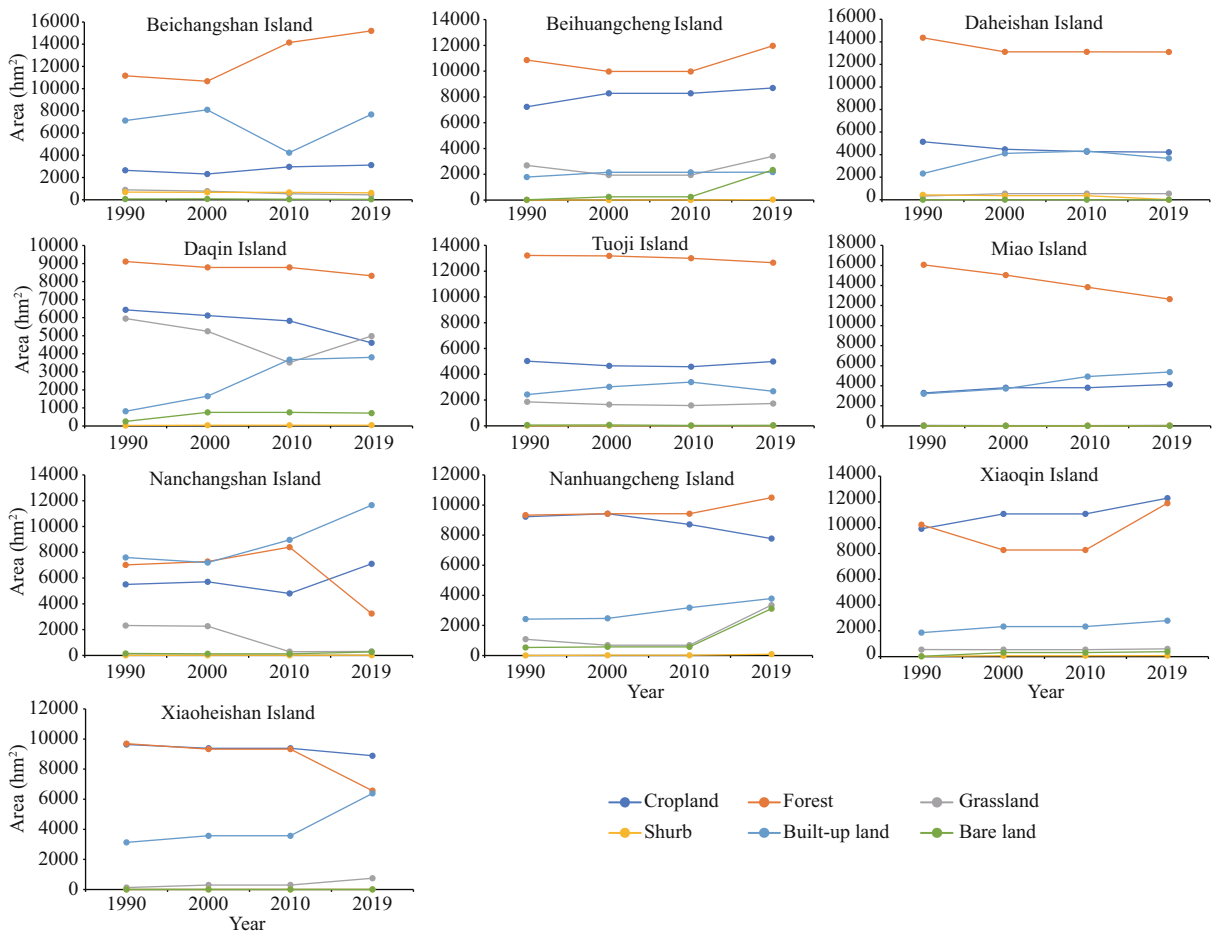 Beichangshan Island
Area (hm²)
16000
14000
12000
10000
8000
6000
4000
2000
0
1990 2000 2010 2019
Beihuangcheng Island
14000
12000
10000
8000
6000
4000
2000
0
1990 2000 2010 2019
Daheishan Island
16000
14000
12000
10000
8000
6000
4000
2000
0
1990 2000 2010 2019
Daqin Island
Area (hm²)
10000
9000
8000
7000
6000
5000
4000
3000
2000
1000
0
1990 2000 2010 2019
Tuoji Island
14000
12000
10000
8000
6000
4000
2000
0
1990 2000 2010 2019
Miao Island
18000
16000
14000
12000
10000
8000
6000
4000
2000
0
1990 2000 2010 2019
Nanchangshan Island
Area (hm²)
14000
12000
10000
8000
6000
4000
2000
0
1990 2000 2010 2019
Nanhuangcheng Island
12000
10000
8000
6000
4000
2000
0
1990 2000 2010 2019
Year
Xiaoqin Island
14000
12000
10000
8000
6000
4000
2000
0
1990 2000 2010 2019
Year
Xiaoheishan Island
Area (hm²)
12000
10000
8000
6000
4000
2000
0
1990 2000 2010 2019
Year
Cropland Forest Grassland
Shurb Built-up land Bare land